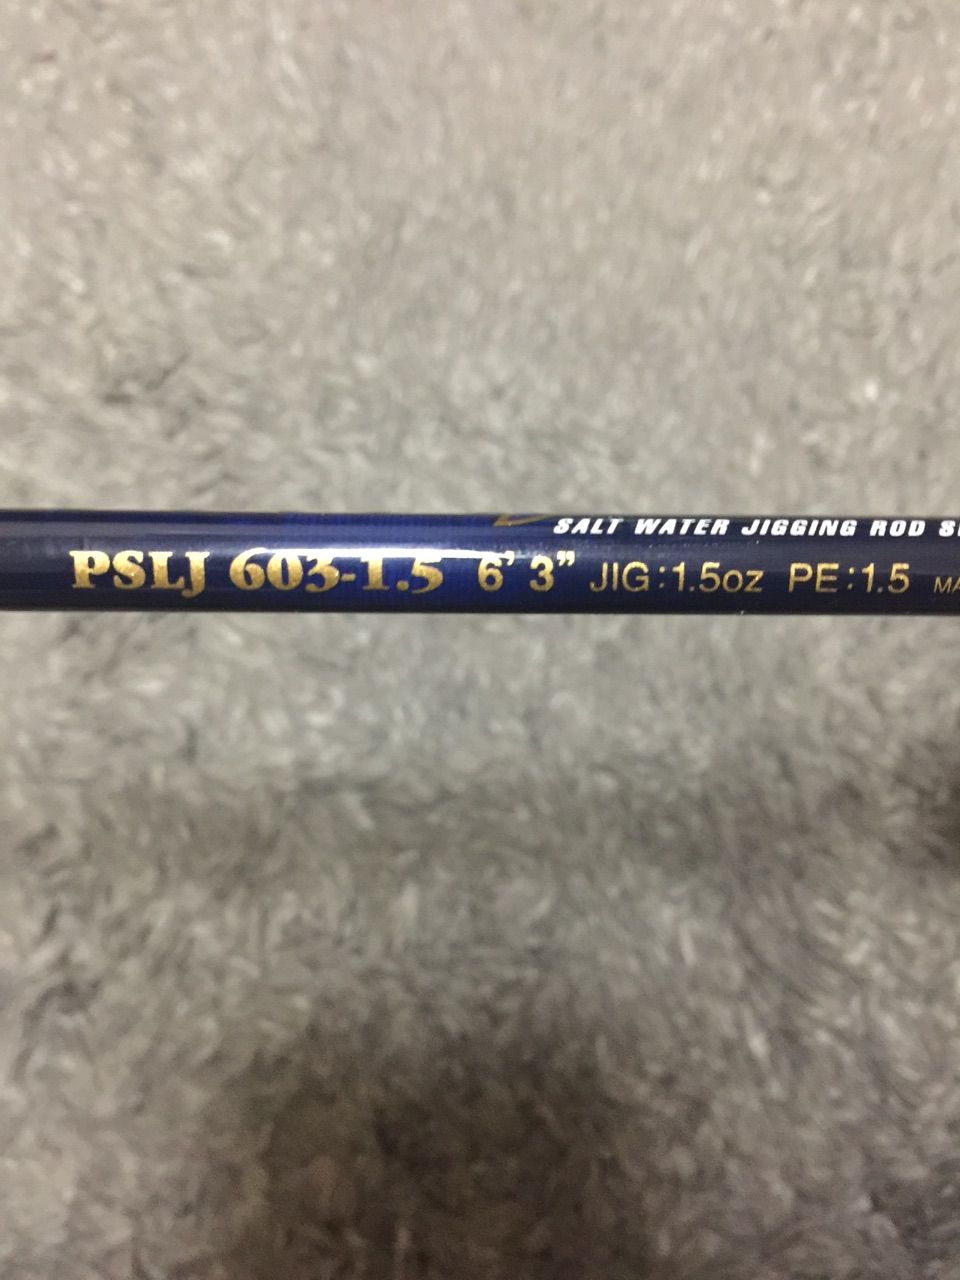 SALT WATER JIGGING ROD
PSLJ 603-1.5 6’ 3” JIG:1.5oz PE:1.5